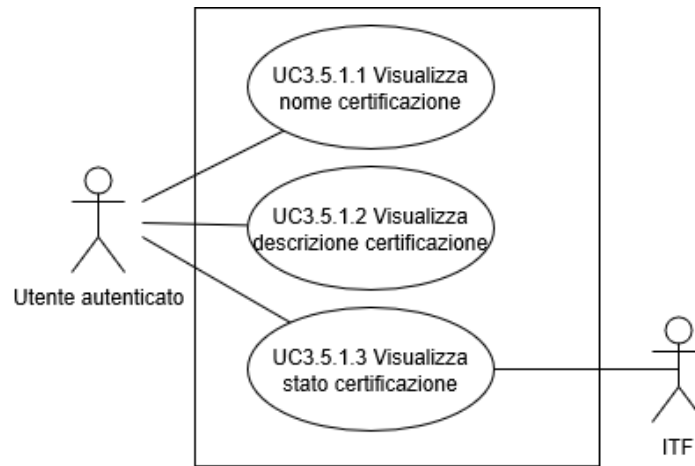 UC3.5.1.1 Visualizza
nome certificazione
UC3.5.1.2 Visualizza
descrizione certificazione
Utente autenticato
UC3.5.1.3 Visualizza
stato certificazione
ITF